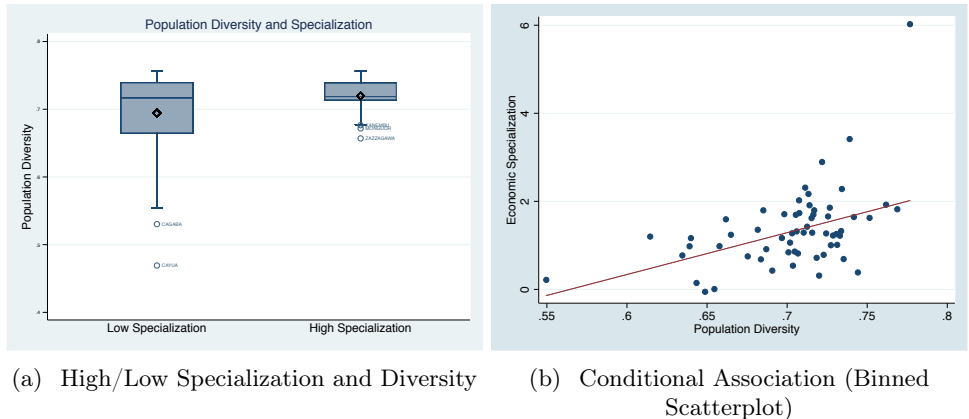 Population Diversity and Specialization
Population Diversity
.8
.7
.6
.5
.4
CAGABA
CAYUA
ZAZZAGAWA
Low Specialization
High Specialization
Economic Specialization
6
4
2
0
.55
.6
.65
.7
.75
.8
Population Diversity
(a) High/Low Specialization and Diversity
(b) Conditional Association (Binned
Scatterplot)